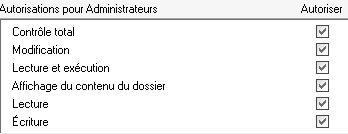 Autorisations pour Administrateurs Autoriser
Contrôle total
Modification
Lecture et exécution
Affichage du contenu du dossier
Lecture
Écriture